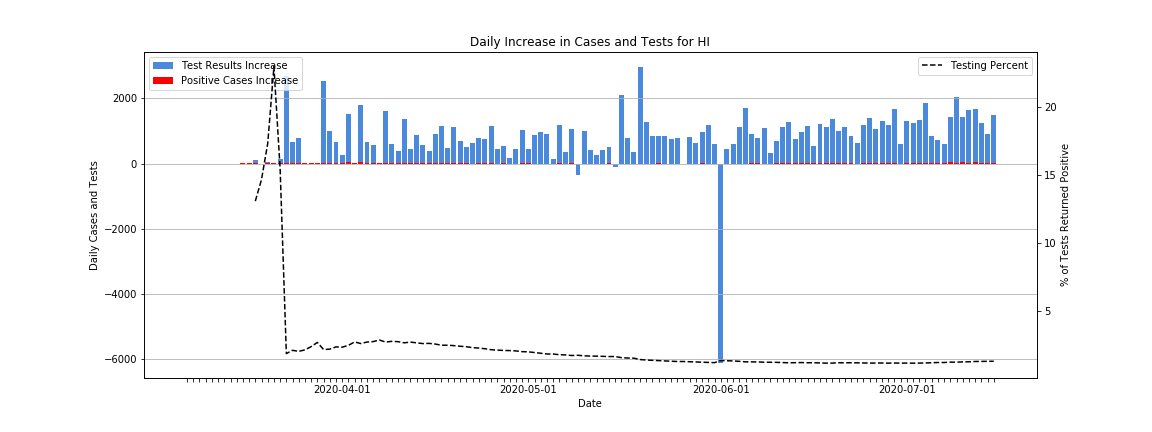 Daily Increase in Cases and Tests for HI
Test Results Increase
Positive Cases Increase
Testing Percent
2000
0
−2000
−4000
−6000
Daily Cases and Tests
20
15
10
5
% of Tests Returned Positive
2020-04-01
2020-05-01
2020-06-01
2020-07-01
Date